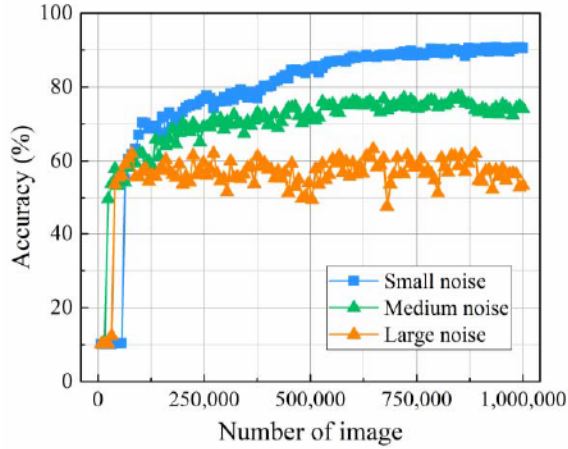 Accuracy (%)
100
80
60
40
20
0
Small noise
Medium noise
Large noise
0
250,000
500,000
750,000
1,000,000
Number of image